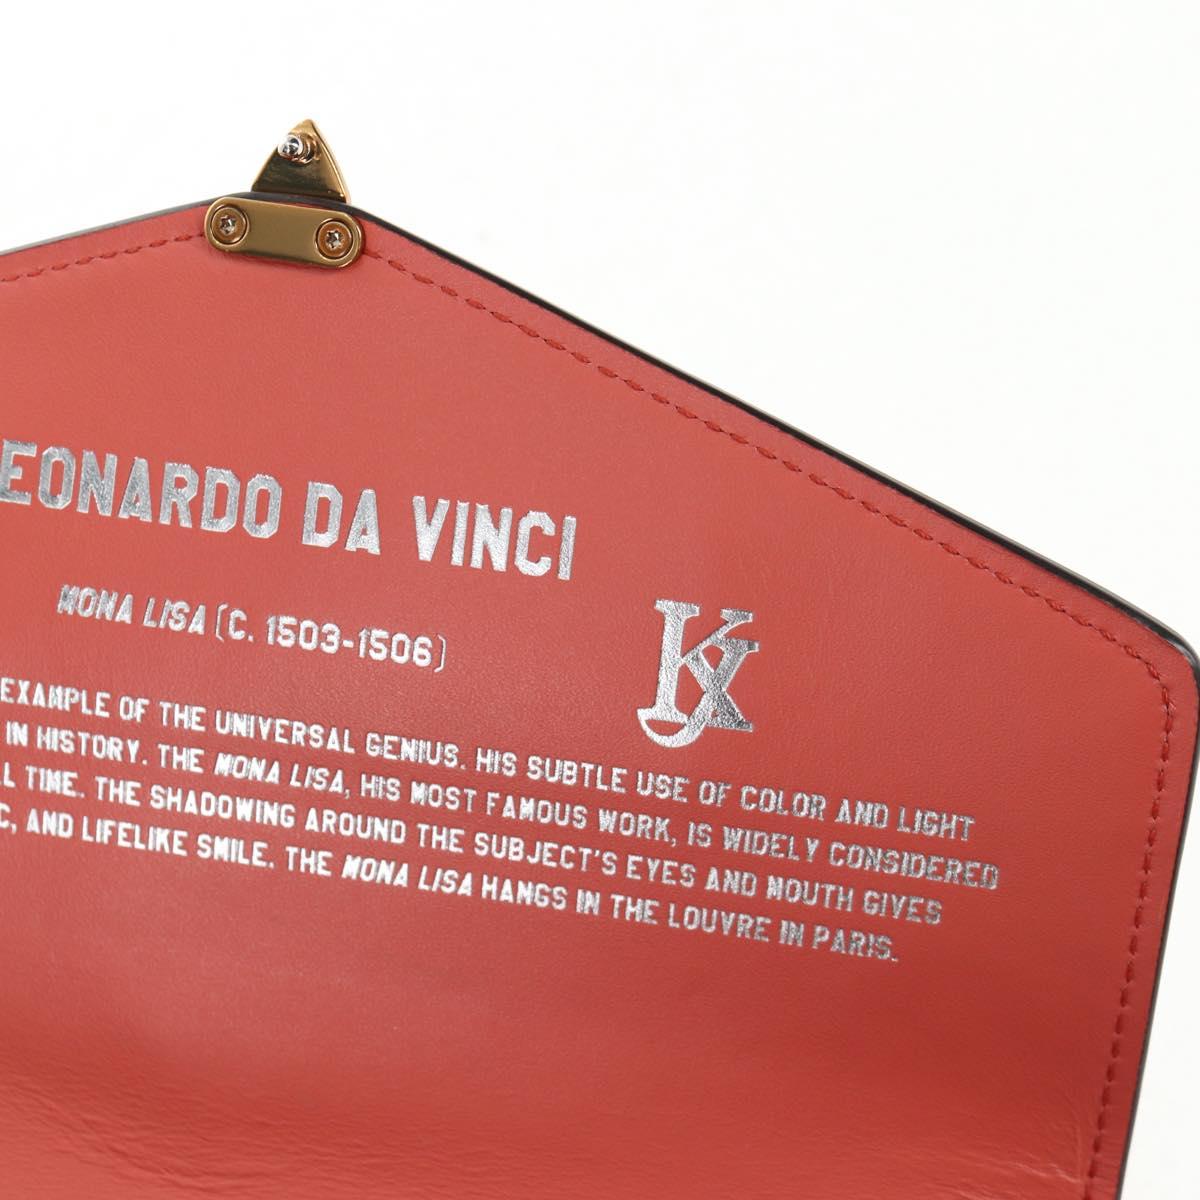 EONARDO DA VINCI
MONA LISA (C. 1503-1506)
KJX
EXAMPLE OF THE UNIVERSAL GENIUS. HIS SUBTLE USE OF COLOR AND LIGHT
IN HISTORY. THE MONA LISA, HIS MOST FAMOUS WORK, IS WIDELY CONSIDERED
LL TIME. THE SHADOWING AROUND THE SUBJECT'S EYES AND MOUTH GIVES
C, AND LIFELIKE SMILE. THE MONA LISA HANGS IN THE LOUVRE IN PARIS.